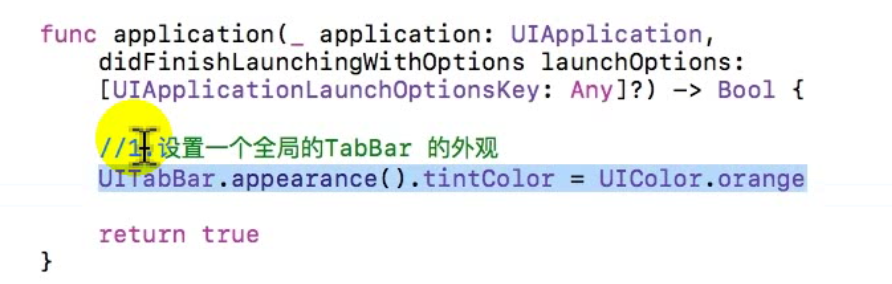 func application(_ application: UIApplication,
didFinishLaunchingWithOptions launchOptions:
[UIApplicationLaunchOptionsKey: Any]?) -> Bool {
//1.设置一个全局的TabBar 的外观
UITabBar.appearance().tintColor = UIColor.orange
return true
}